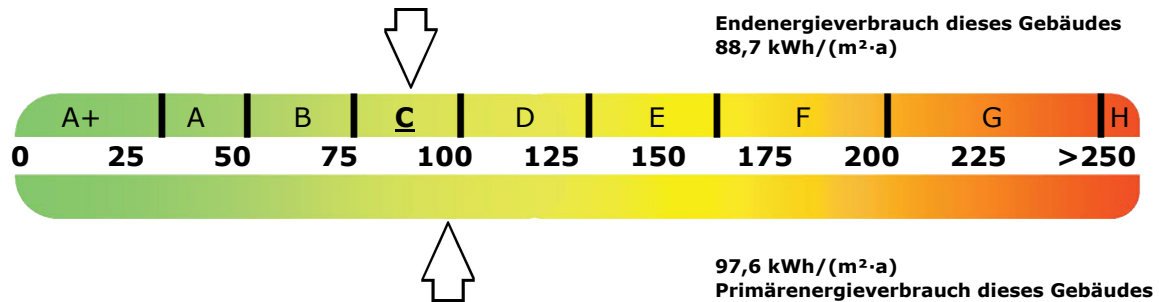 Endenergieverbrauch dieses Gebäudes
88,7 kWh/(m²·a)
A+ A B C D E F G H
0 25 50 75 100 125 150 175 200 225 >250
97,6 kWh/(m²·a)
Primärenergieverbrauch dieses Gebäudes